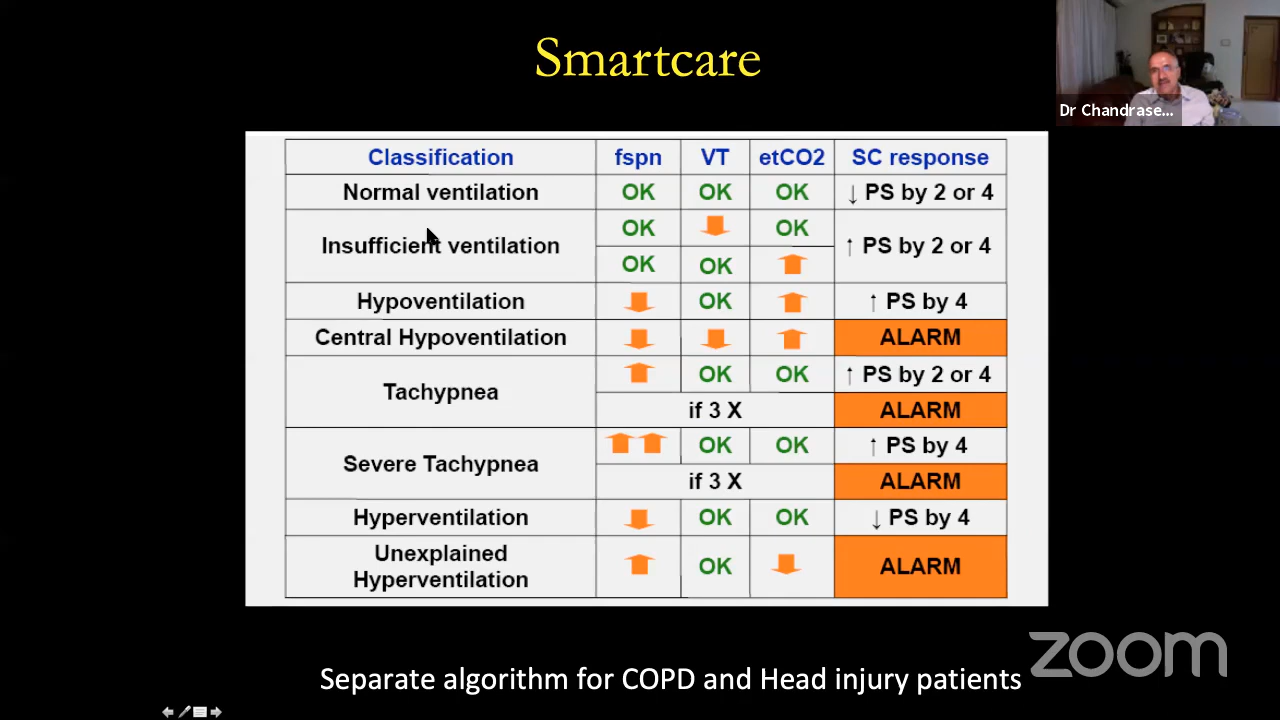 Smartcare
Dr Chandrase...
Classification fspn VT etCO2 SC response
Normal ventilation OK OK OK ↓ PS by 2 or 4
Insufficient ventilation OK ⬇ OK ↑ PS by 2 or 4
OK OK ⬆
Hypoventilation ⬇ OK ⬆ ↑ PS by 4
Central Hypoventilation ⬇ ⬇ ⬆ ALARM
Tachypnea ⬆ OK OK ↑ PS by 2 or 4
if 3 X ALARM
Severe Tachypnea ⬆⬆ OK OK ↑ PS by 4
if 3 X ALARM
Hyperventilation ⬇ OK OK ↓ PS by 4
Unexplained
Hyperventilation ⬆ OK ⬇ ALARM
Separate algorithm for COPD and Head injury patients
zoom